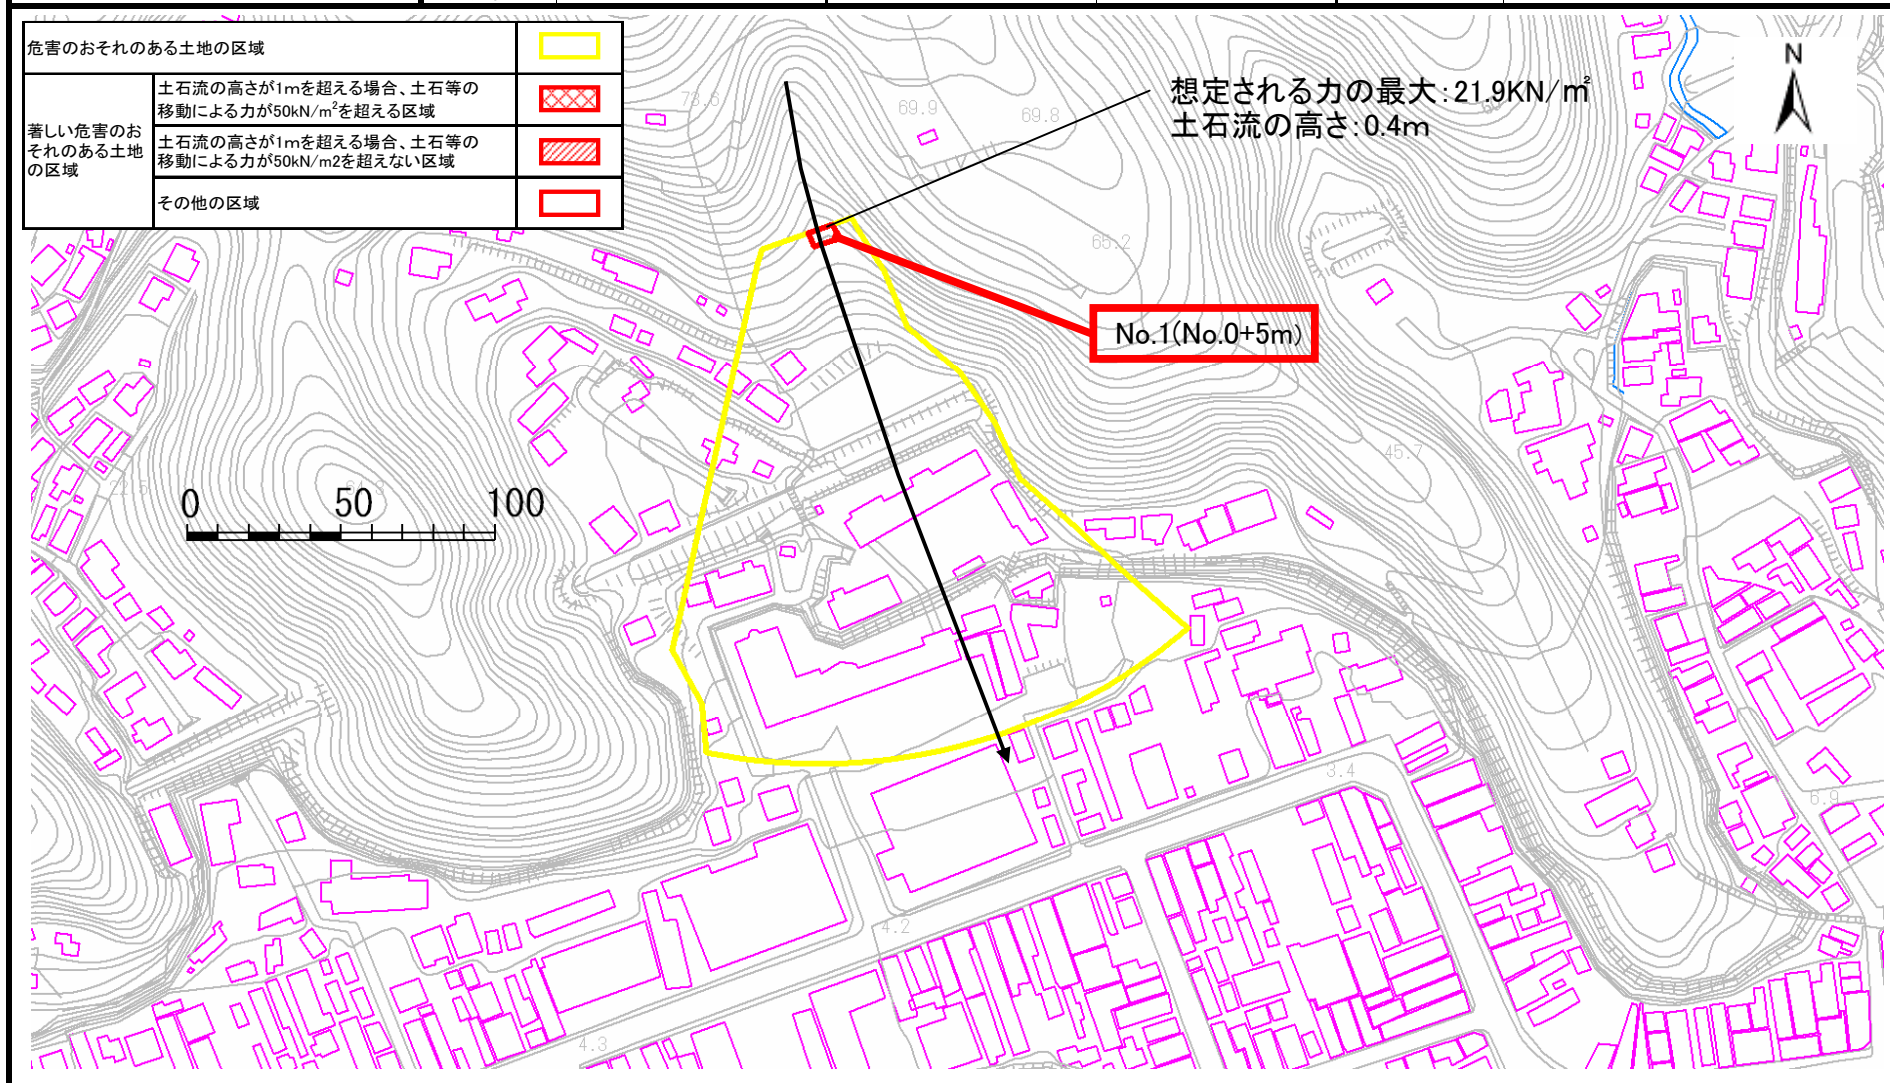 危害のおそれのある土地の区域
著しい危害のお
それのある土地
の区域
土石流の高さが1mを超える場合、土石等の
移動による力が50kN/㎡を超える区域
土石流の高さが1mを超える場合、土石等の
移動による力が50kN/m2を超えない区域
その他の区域
想定される力の最大:21.9KN/㎡
土石流の高さ:0.4m
N
73.6
69.9
69.8
65.2
No.1(No.0+5m)
45.7
22.5
0 50 100
3.4
6.9
4.2
4.3